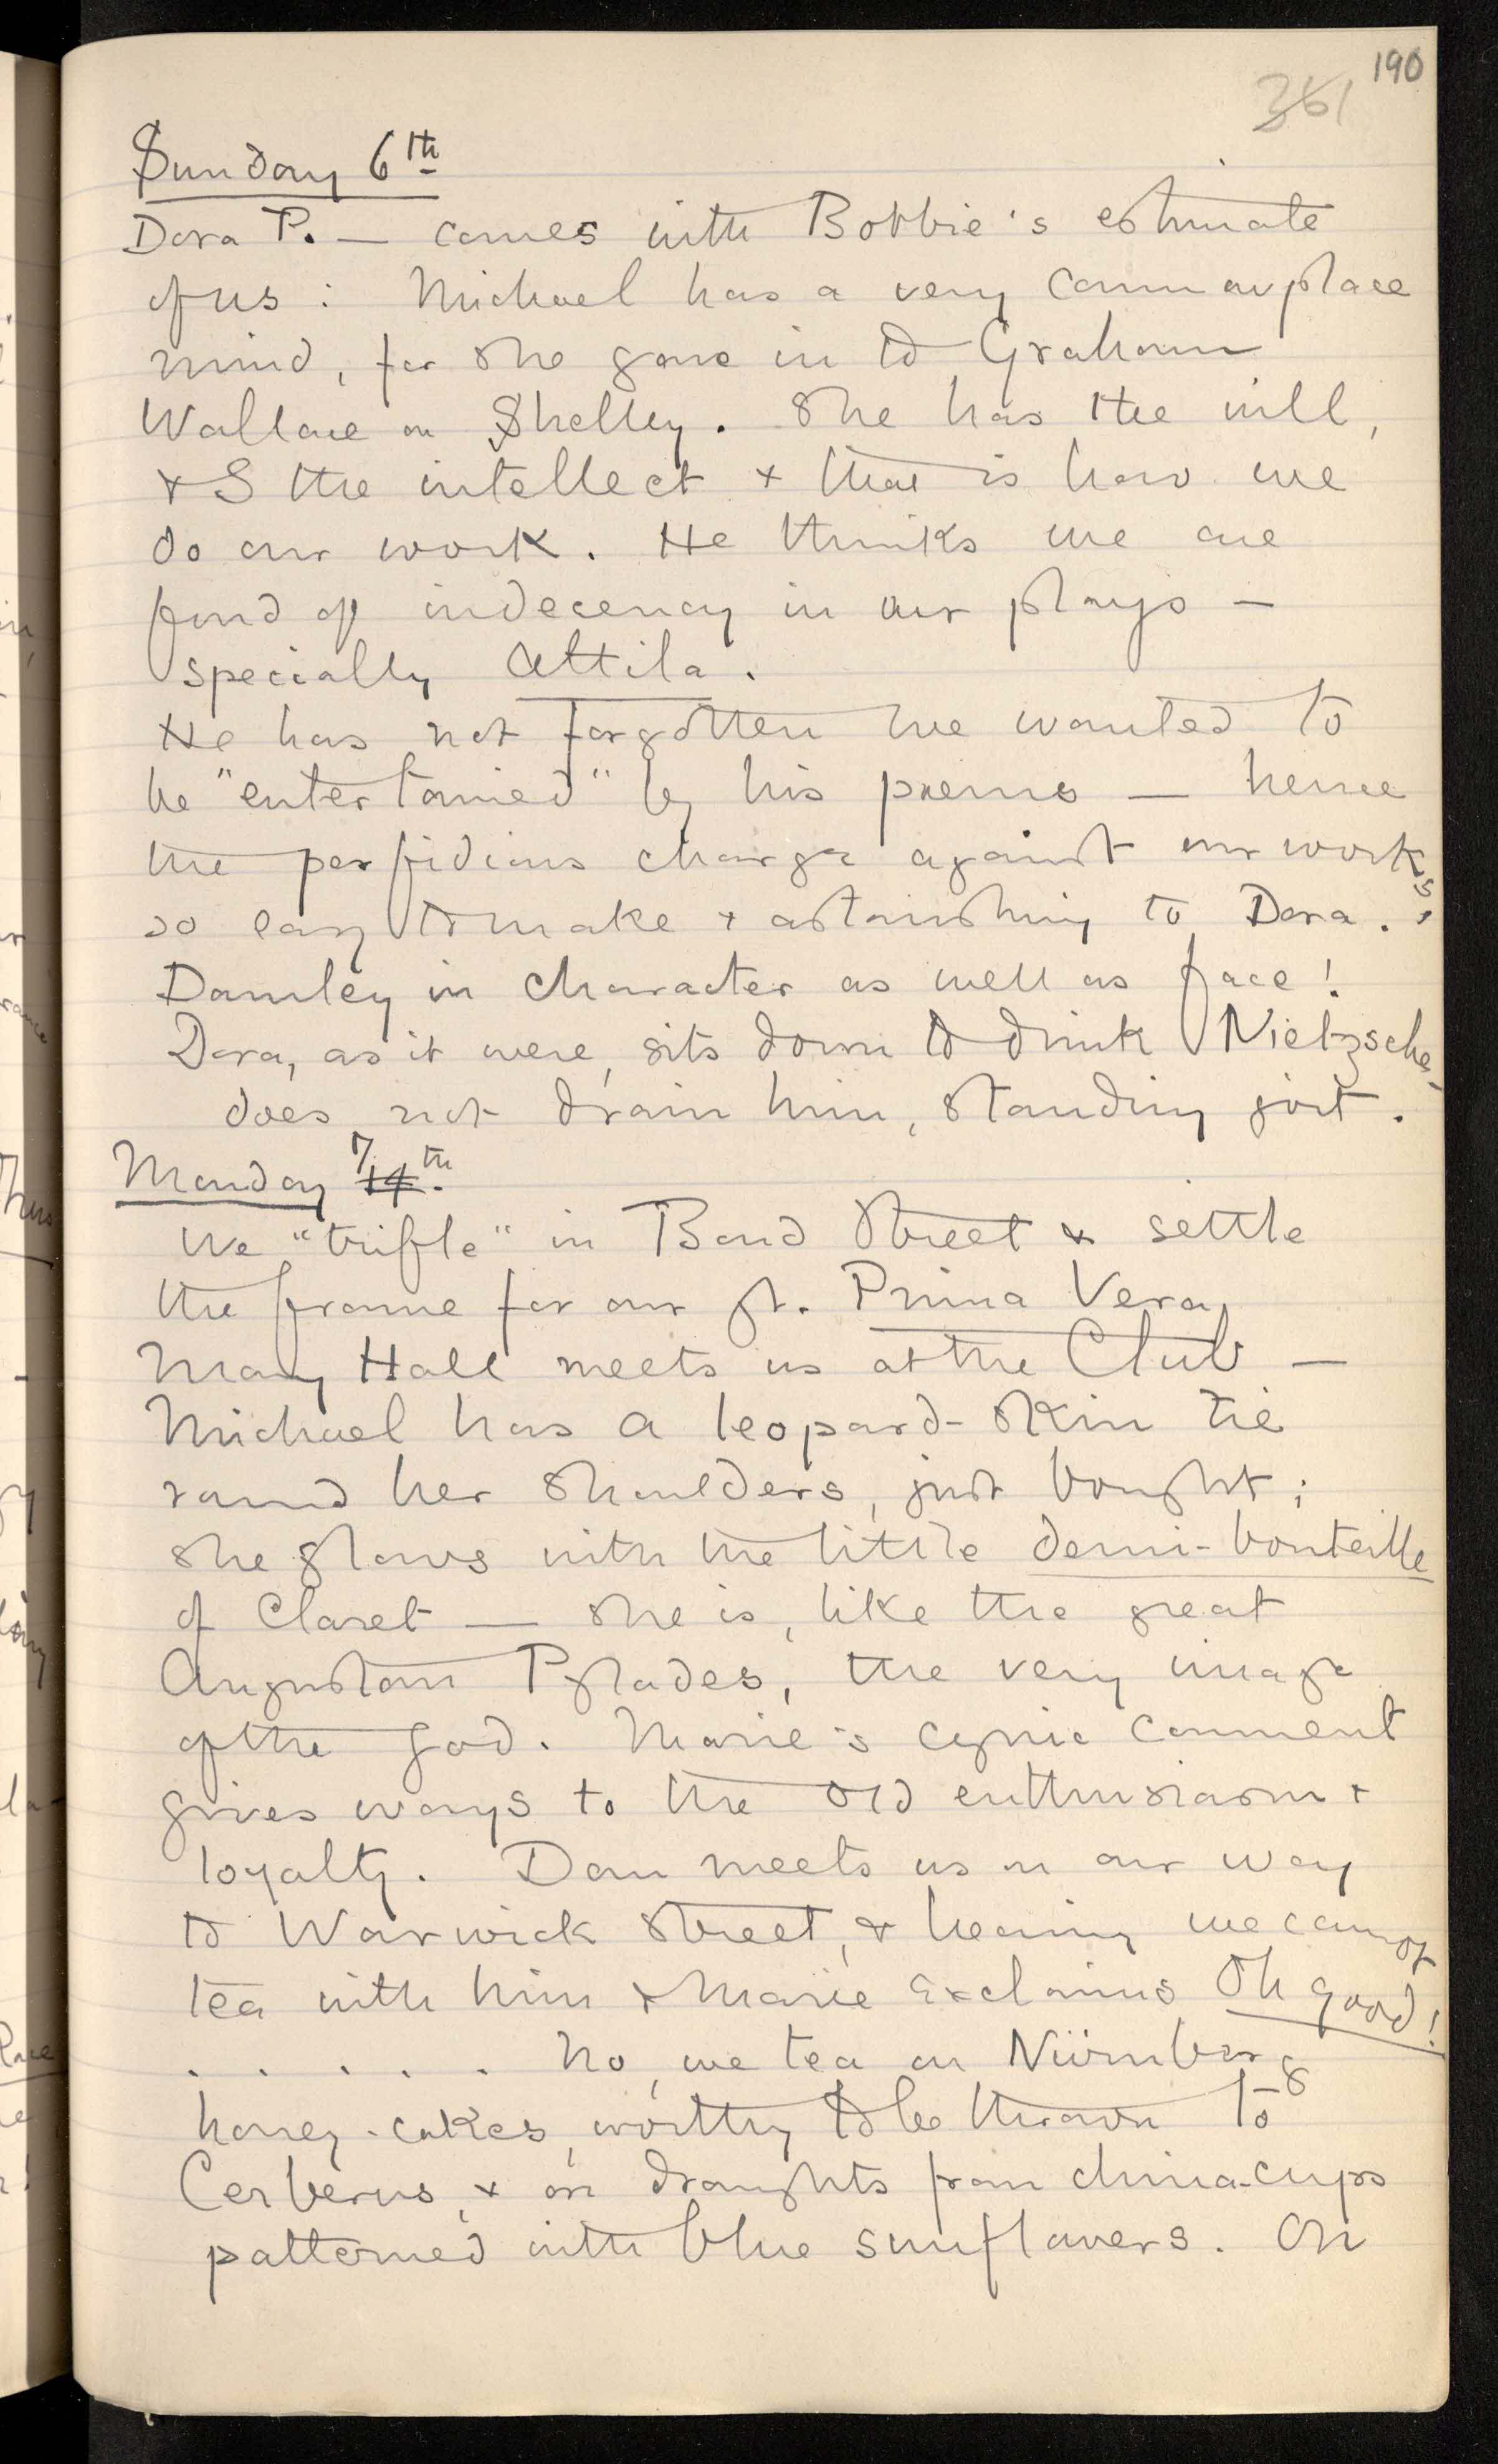 190
361
Sunday 6th
Dora P. — comes with Bobbie's estimate
of us: Michael has a very commonplace
mind, for she gave in to Graham
Wallace on Shelley. She has the will,
& I the intellect & that is how we
do our work. He thinks we are
fond of indecency in our plays —
specially Attila.
He has not forgotten we wanted to
be "entertained" by his poems — hence
the perfidious charge against our works,
so easy to make & astonishing to Dora.
Darnley in character as well as face!
Dora, as it were, sits down to drink Nietzsche,
does not drain him, standing
Monday 7 14th.
We "trifle" in Bond Street & settle
the frame for our gt. Prima Vera,
Mary Hall meets us at the Club —
Michael has a leopard-skin tie
round her shoulders, just bought;
she glows with the little demi-bouteille
of Claret — she is, like the great
Augustan Pylades, the very image
of the god. Marie's cynic comment
gives ways to the old enthusiasm &
loyalty. Dan meets us on our way
to Warwick Street, & hearing we cannot
tea with him & Marie exclaims Oh good!
. . . . . No, we tea on Nürnberg
honey-cakes, worthy to be thrown to
Cerberus, & on draughts from china-cups
patterned with blue sunflowers. On